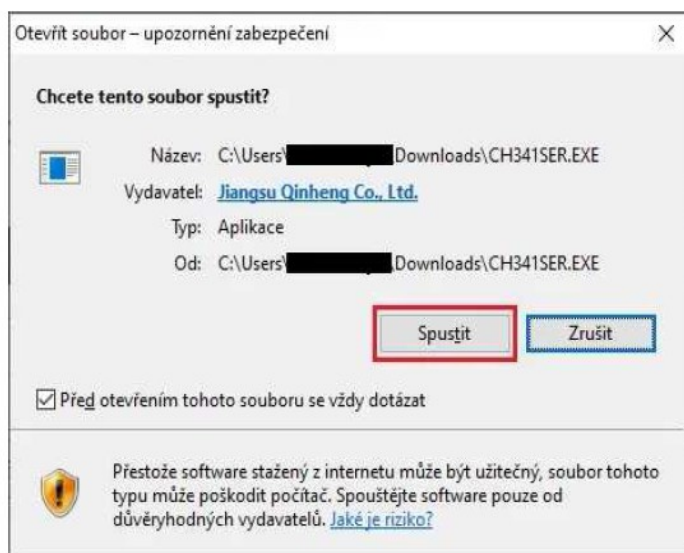 Otevřít soubor – upozornění zabezpečení
Chcete tento soubor spustit?
Název: C:\Users\ Downloads\CH341SER.EXE
Vydavatel: Jiangsu Qinheng Co., Ltd.
Typ: Aplikace
Od: C:\Users\ Downloads\CH341SER.EXE
Spustit Zrušit
Před otevřením tohoto souboru se vždy dotázat
Přestože software stažený z internetu může být užitečný, soubor tohoto
typu může poškodit počítač. Spouštějte software pouze od
důvěryhodných vydavatelů. Jaké je riziko?